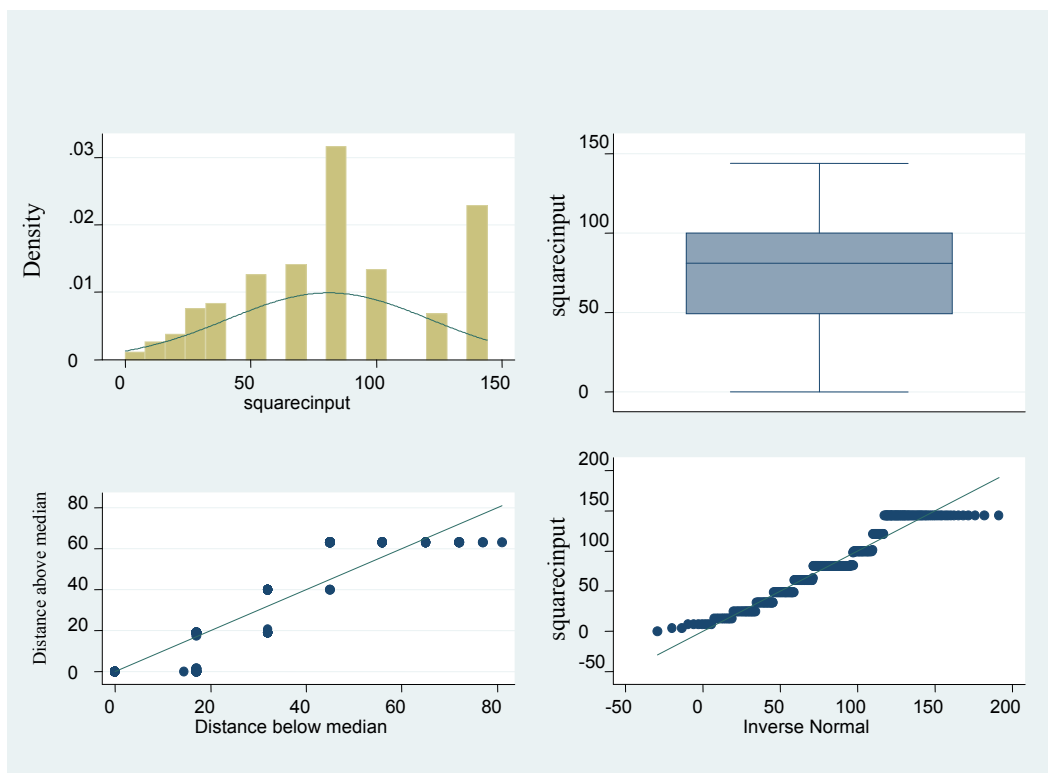 Density
.03
.02
.01
0
0 50 100 150
squarecinput
squarecinput
150
100
50
0
Distance above median
80
60
40
20
0
0 20 40 60 80
Distance below median
squarecinput
200
150
100
50
0
-50
-50 0 50 100 150 200
Inverse Normal